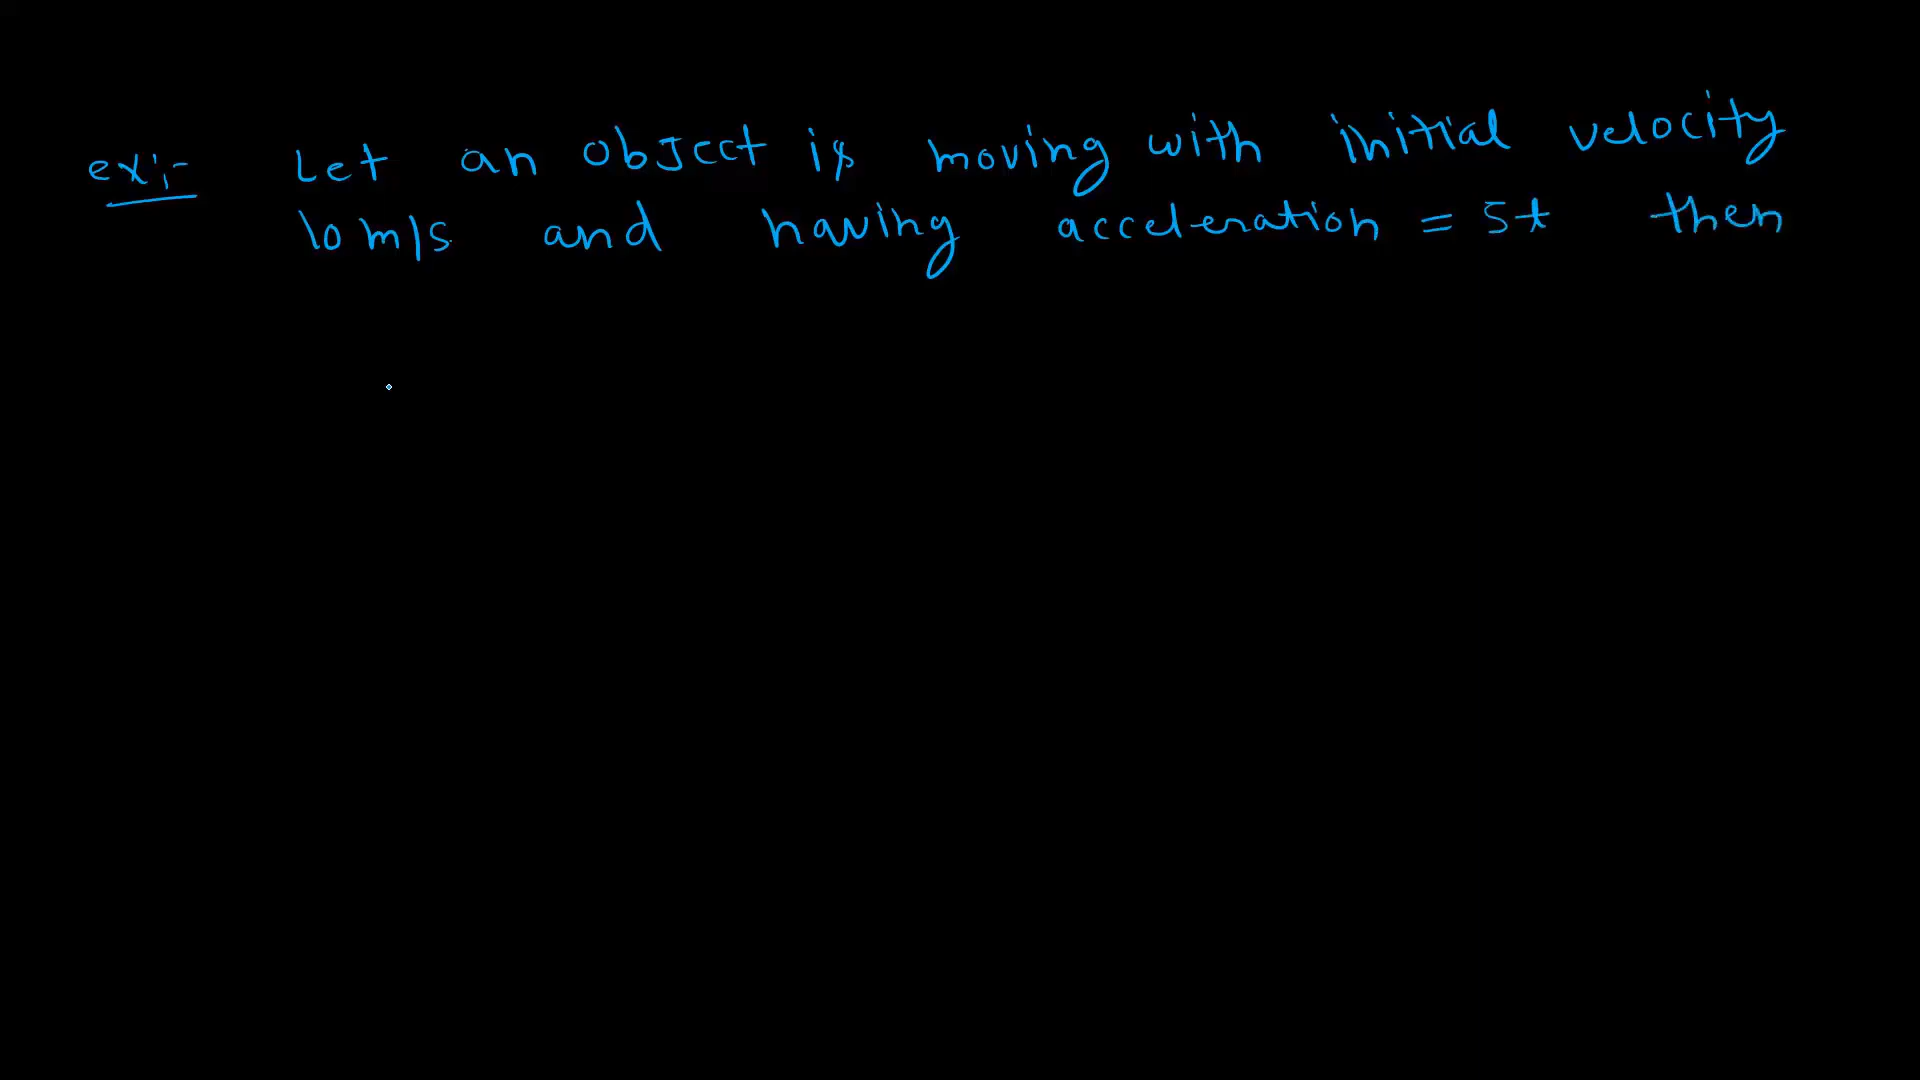 ex:- Let an object is moving with initial velocity
10 m/s and having acceleration = 5t then